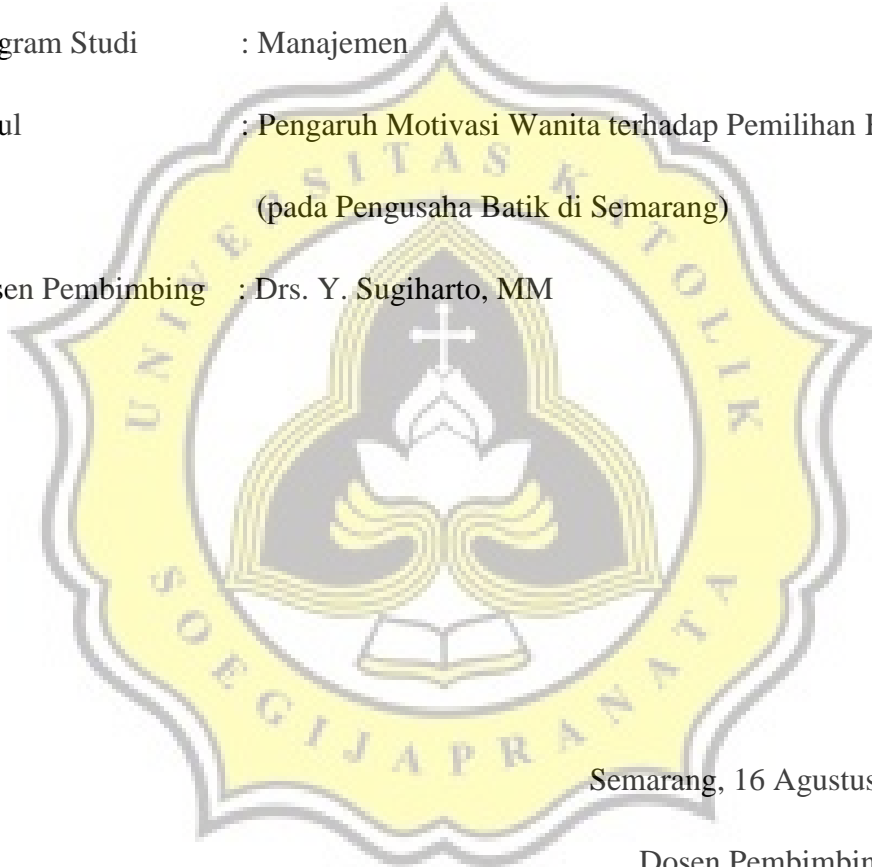 gram Studi : Manajemen
ul : Pengaruh Motivasi Wanita terhadap Pemilihan
(pada Pengusaha Batik di Semarang)
sen Pembimbing : Drs. Y. Sugiharto, MM
UNIVERSITAS KATOLIK
SOEGIJAPRANATA
Semarang, 16 Agustus
Dosen Pembimbin